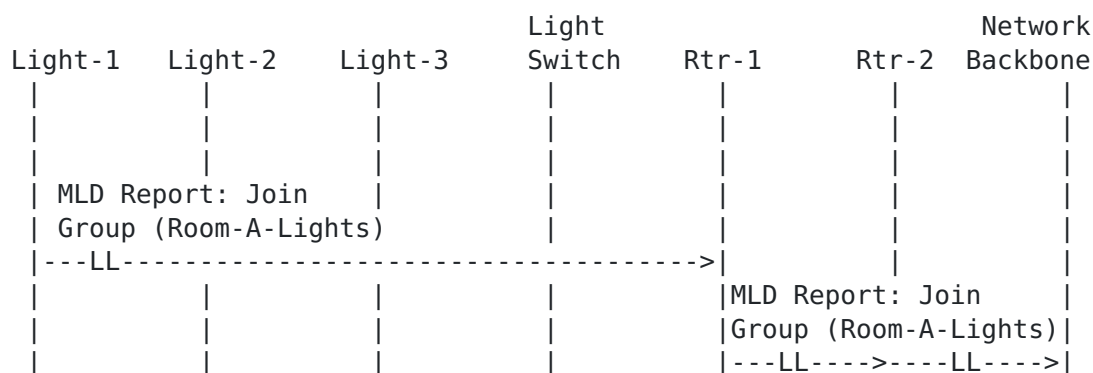 Light                        Network
Light-1   Light-2    Light-3      Switch    Rtr-1       Rtr-2  Backbone
 |          |          |          |          |          |          |
 |          |          |          |          |          |          |
 |          |          |          |          |          |          |
 | MLD Report: Join    |          |          |          |          |
 | Group (Room-A-Lights)          |          |          |          |
 |---LL------------------------------------->|          |          |
 |          |          |          |          |MLD Report: Join     |
 |          |          |          |          |Group (Room-A-Lights)|
 |          |          |          |          |---LL---->----LL---->|